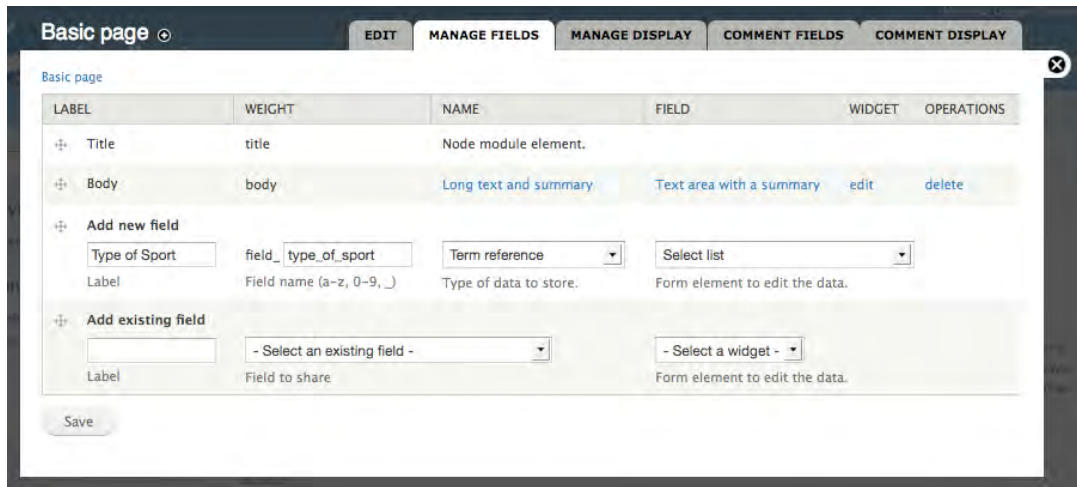 Basic page
EDIT MANAGE FIELDS MANAGE DISPLAY COMMENT FIELDS COMMENT DISPLAY
Basic page
LABEL WEIGHT NAME FIELD WIDGET OPERATIONS
Title title Node module element.
Body body Long text and summary Text area with a summary edit delete
Add new field
Type of Sport field_ type_of_sport Term reference Select list
Label Field name (a-z, 0-9, _) Type of data to store. Form element to edit the data.
Add existing field
- Select an existing field - - Select a widget -
Label Field to share Form element to edit the data.
Save